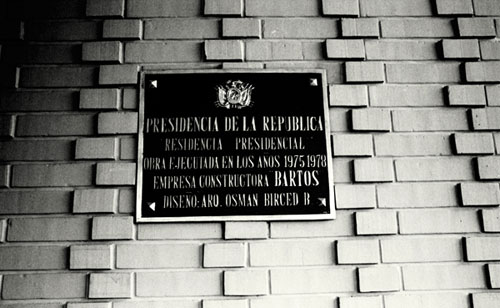 PRESIDENCIA DE LA REPUBLICA
RESIDENCIA PRESIDENCIAL
OBRA EJECUTADA EN LOS AÑOS 1975 1978
EMPRESA CONSTRUCTORA BARTOS
DISEÑO: ARQ. OSMAN BIRCED B